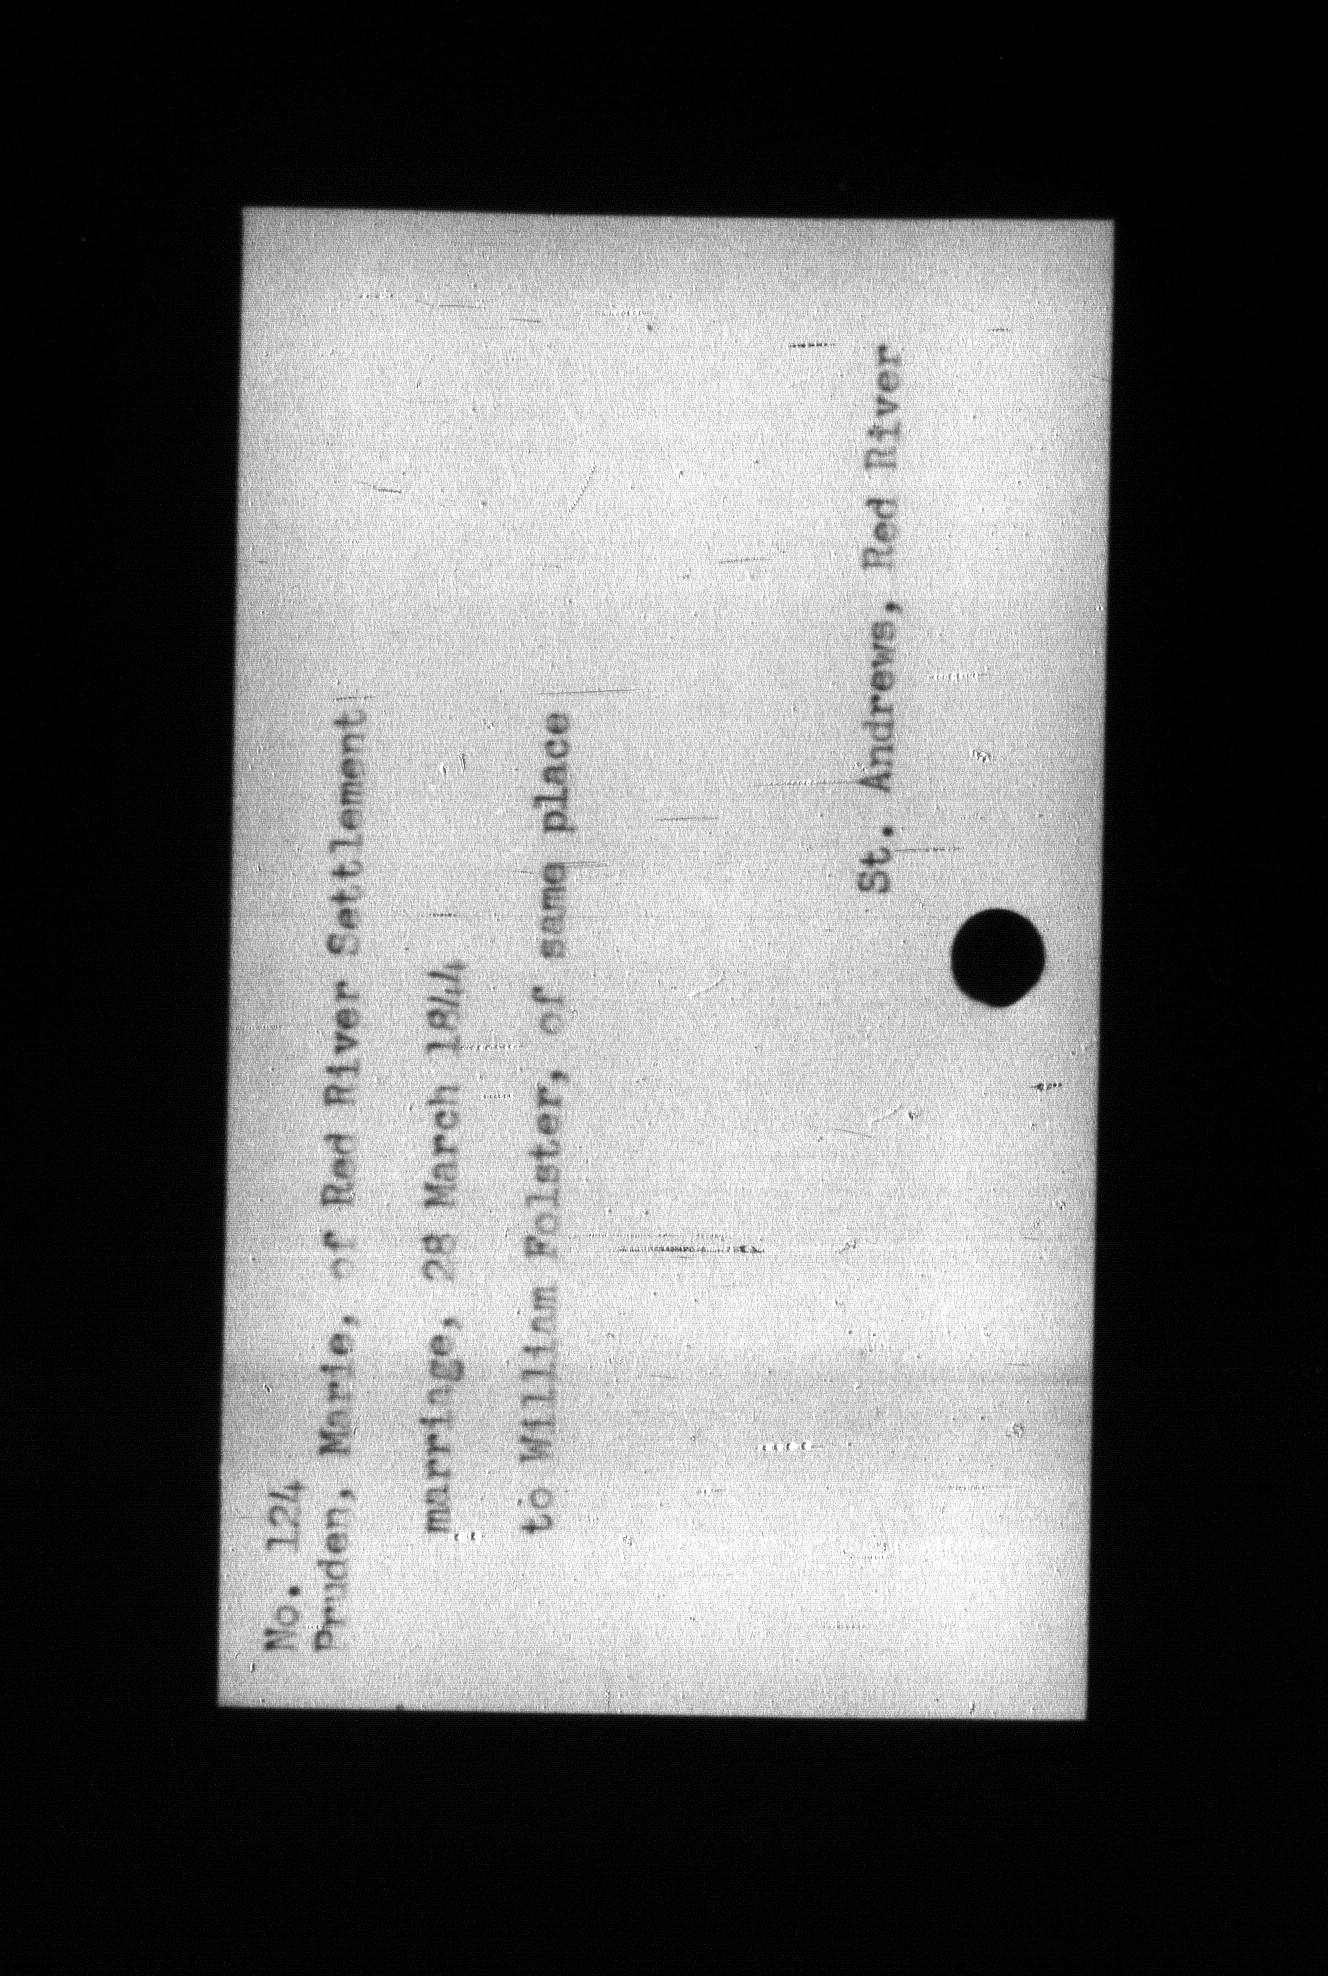 No. 124
Pruden, Marie, of Red River Settlement
marriage, 28 March 1844
to William Folster, of same place
St. Andrews, Red River